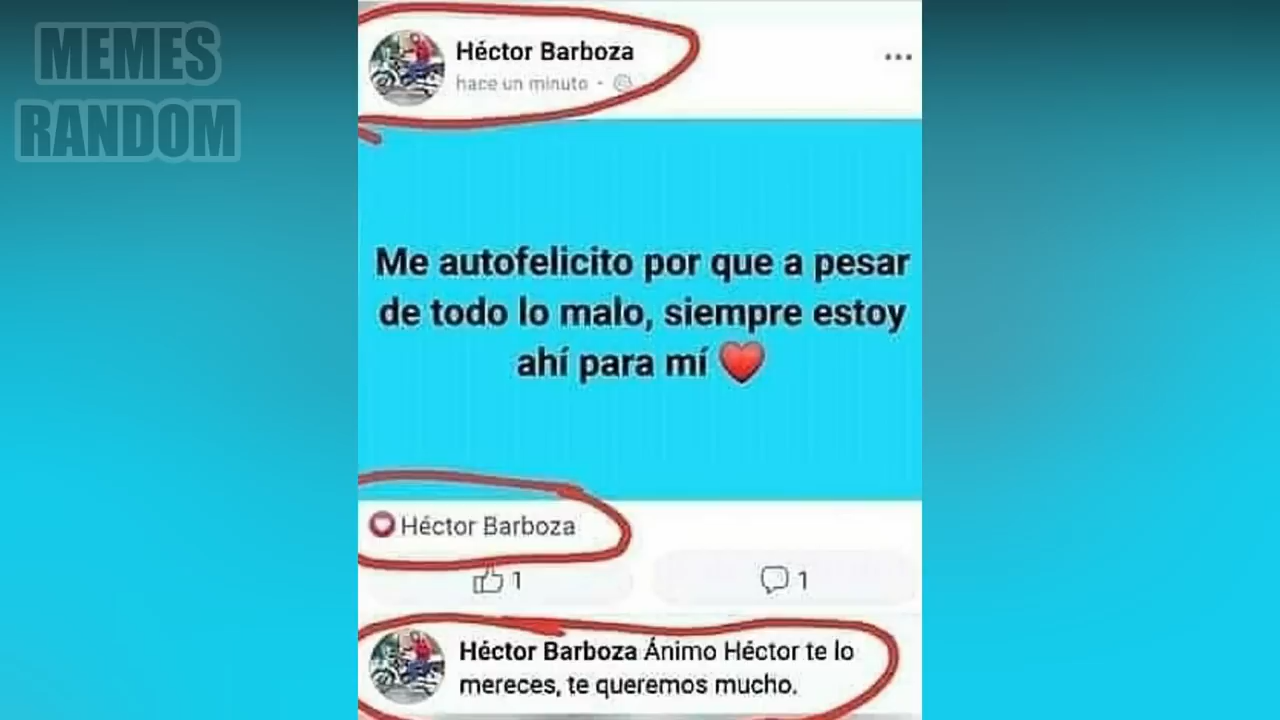 MEMES
RANDOM
Héctor Barboza
hace un minuto ·
Me autofelicito por que a pesar
de todo lo malo, siempre estoy
ahí para mí ❤
Héctor Barboza
1
1
Héctor Barboza Ánimo Héctor te lo
mereces, te queremos mucho.